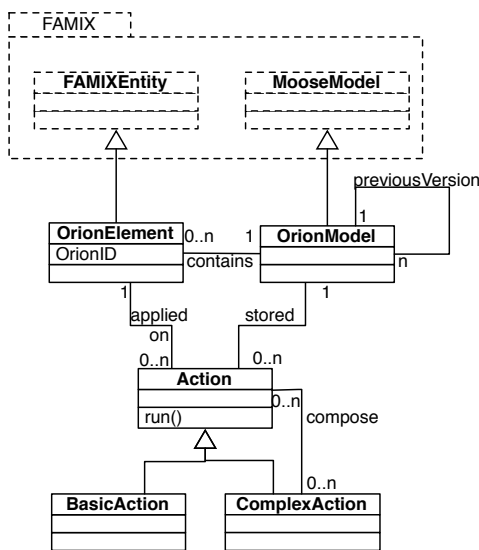 FAMIX
FAMIXEntity
MooseModel
previousVersion
OrionElement
OrionID
0..n
contains
1
1
OrionModel
n
1
applied
on
0..n
1
stored
0..n
Action
run()
0..n
compose
0..n
BasicAction
ComplexAction